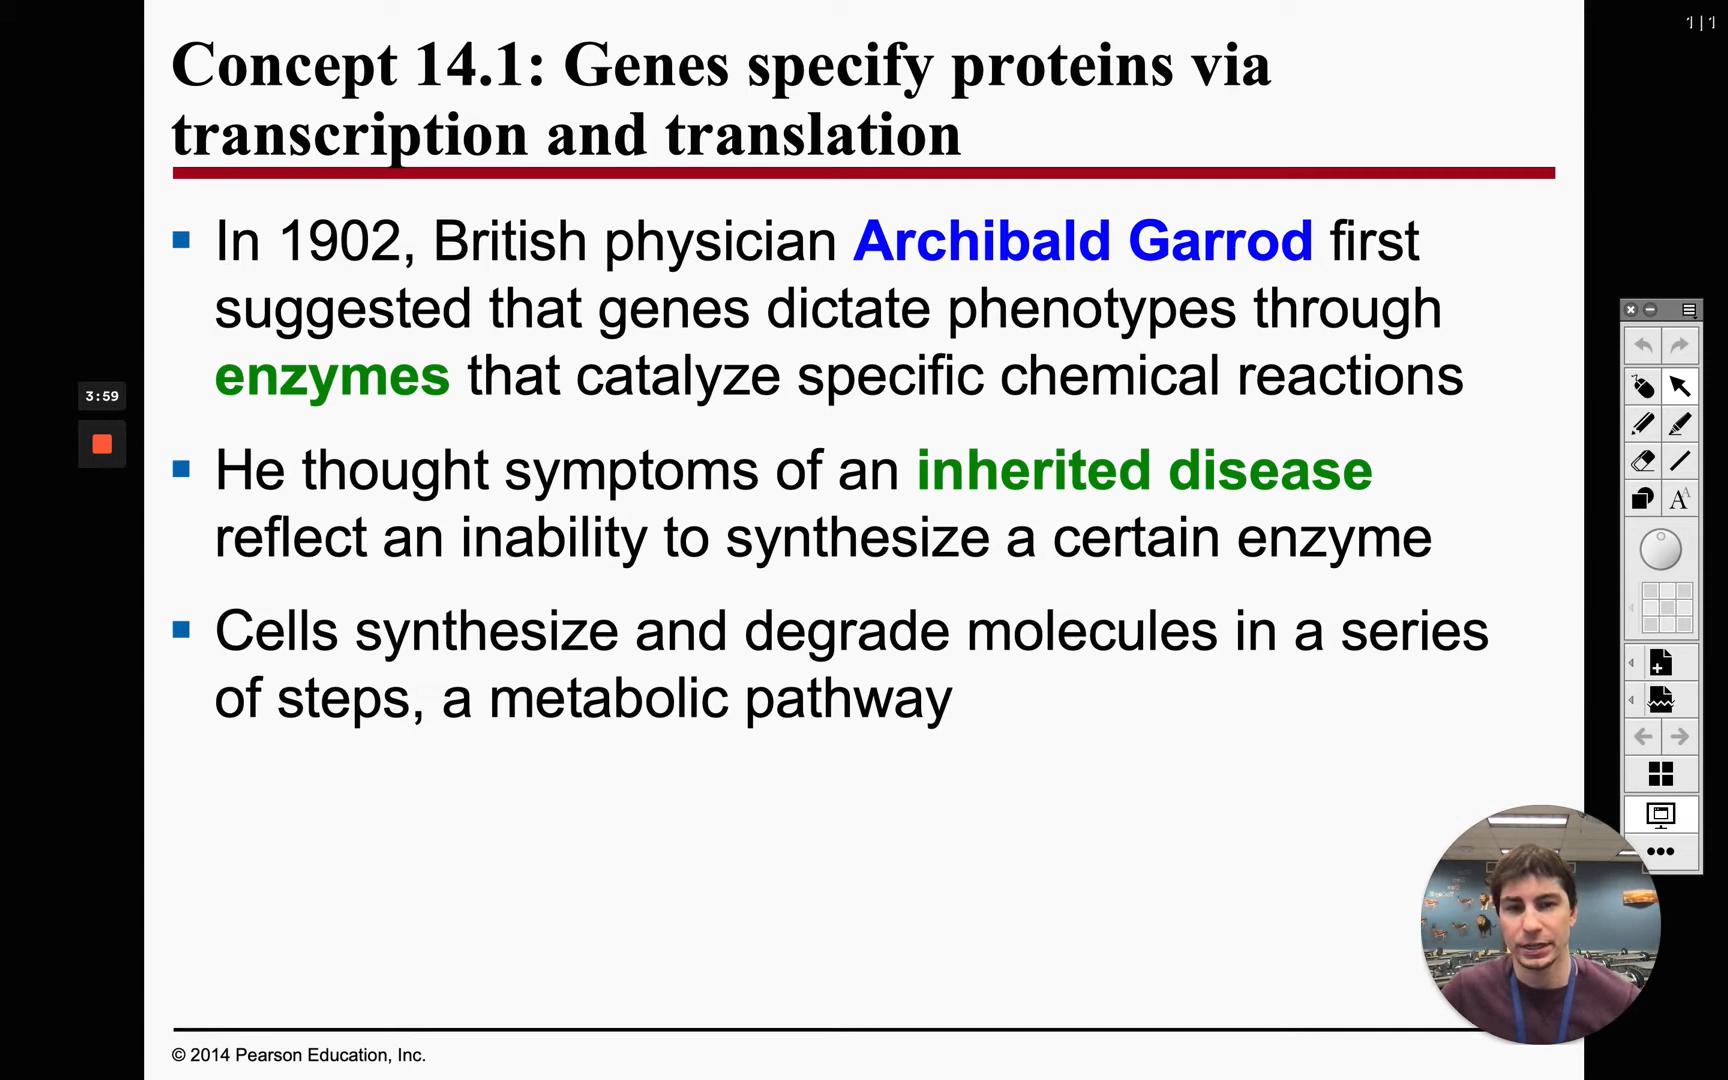 1 | 1
Concept 14.1: Genes specify proteins via
transcription and translation
In 1902, British physician Archibald Garrod first
suggested that genes dictate phenotypes through
enzymes that catalyze specific chemical reactions
3:59
He thought symptoms of an inherited disease
reflect an inability to synthesize a certain enzyme
Cells synthesize and degrade molecules in a series
of steps, a metabolic pathway
© 2014 Pearson Education, Inc.